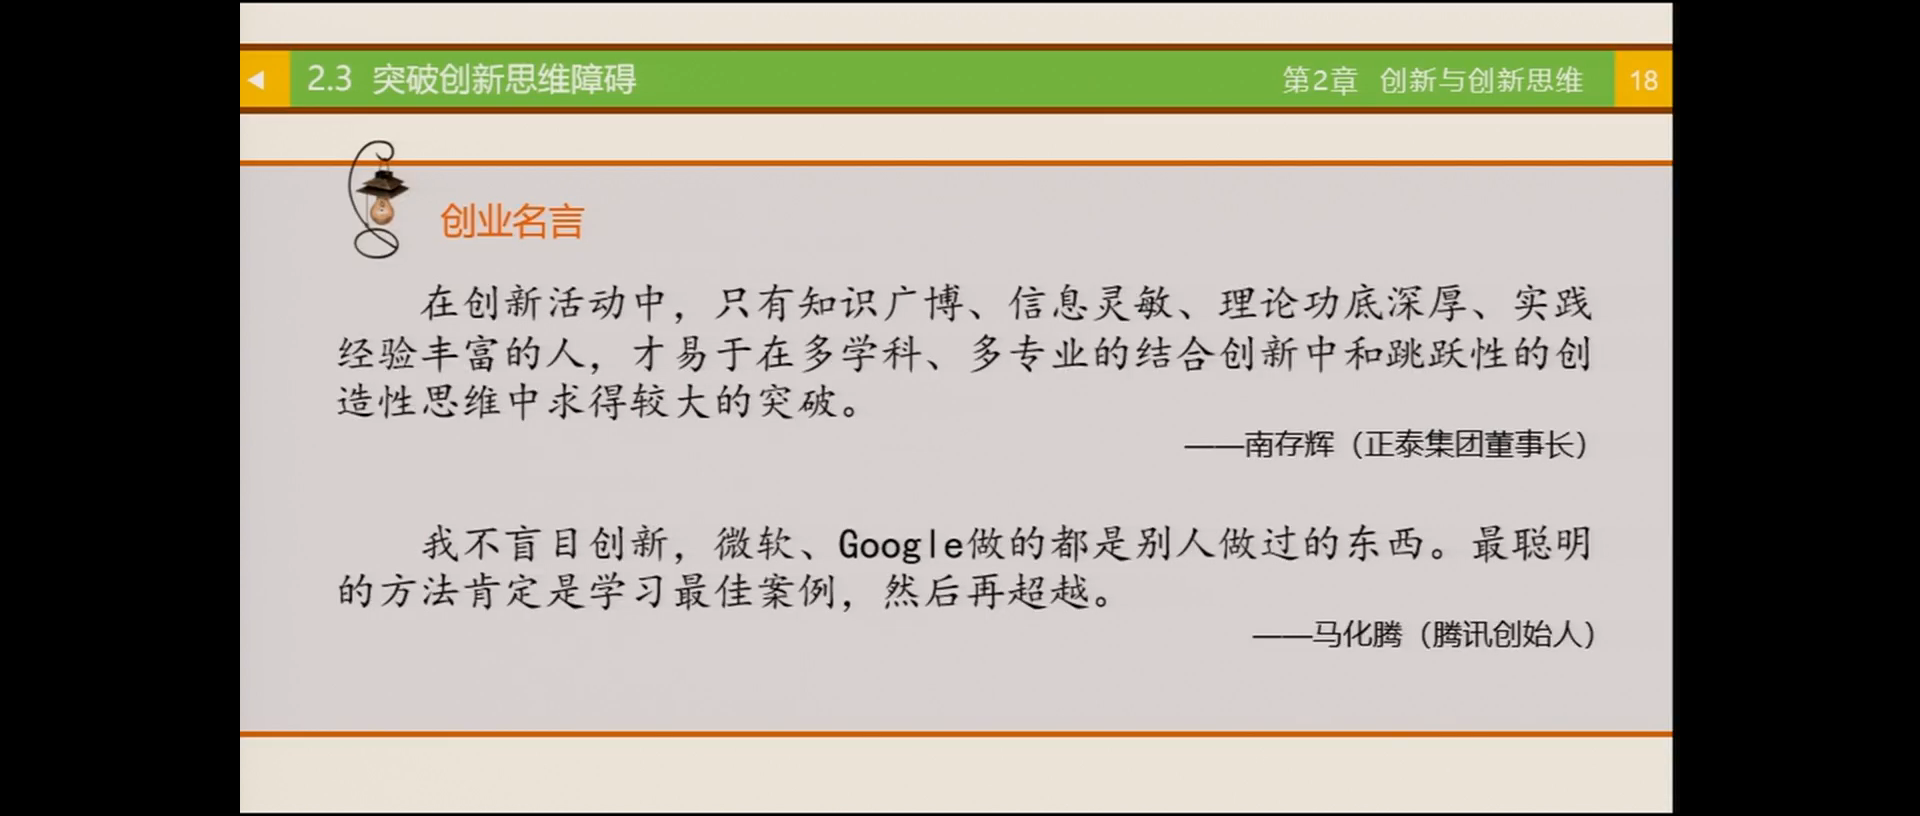 2.3 突破创新思维障碍
第2章 创新与创新思维
18
创业名言
在创新活动中，只有知识广博、信息灵敏、理论功底深厚、实践
经验丰富的人，才易于在多学科、多专业的结合创新中和跳跃性的创
造性思维中求得较大的突破。
——南存辉（正泰集团董事长）
我不盲目创新，微软、Google做的都是别人做过的东西。最聪明
的方法肯定是学习最佳案例，然后再超越。
——马化腾（腾讯创始人）